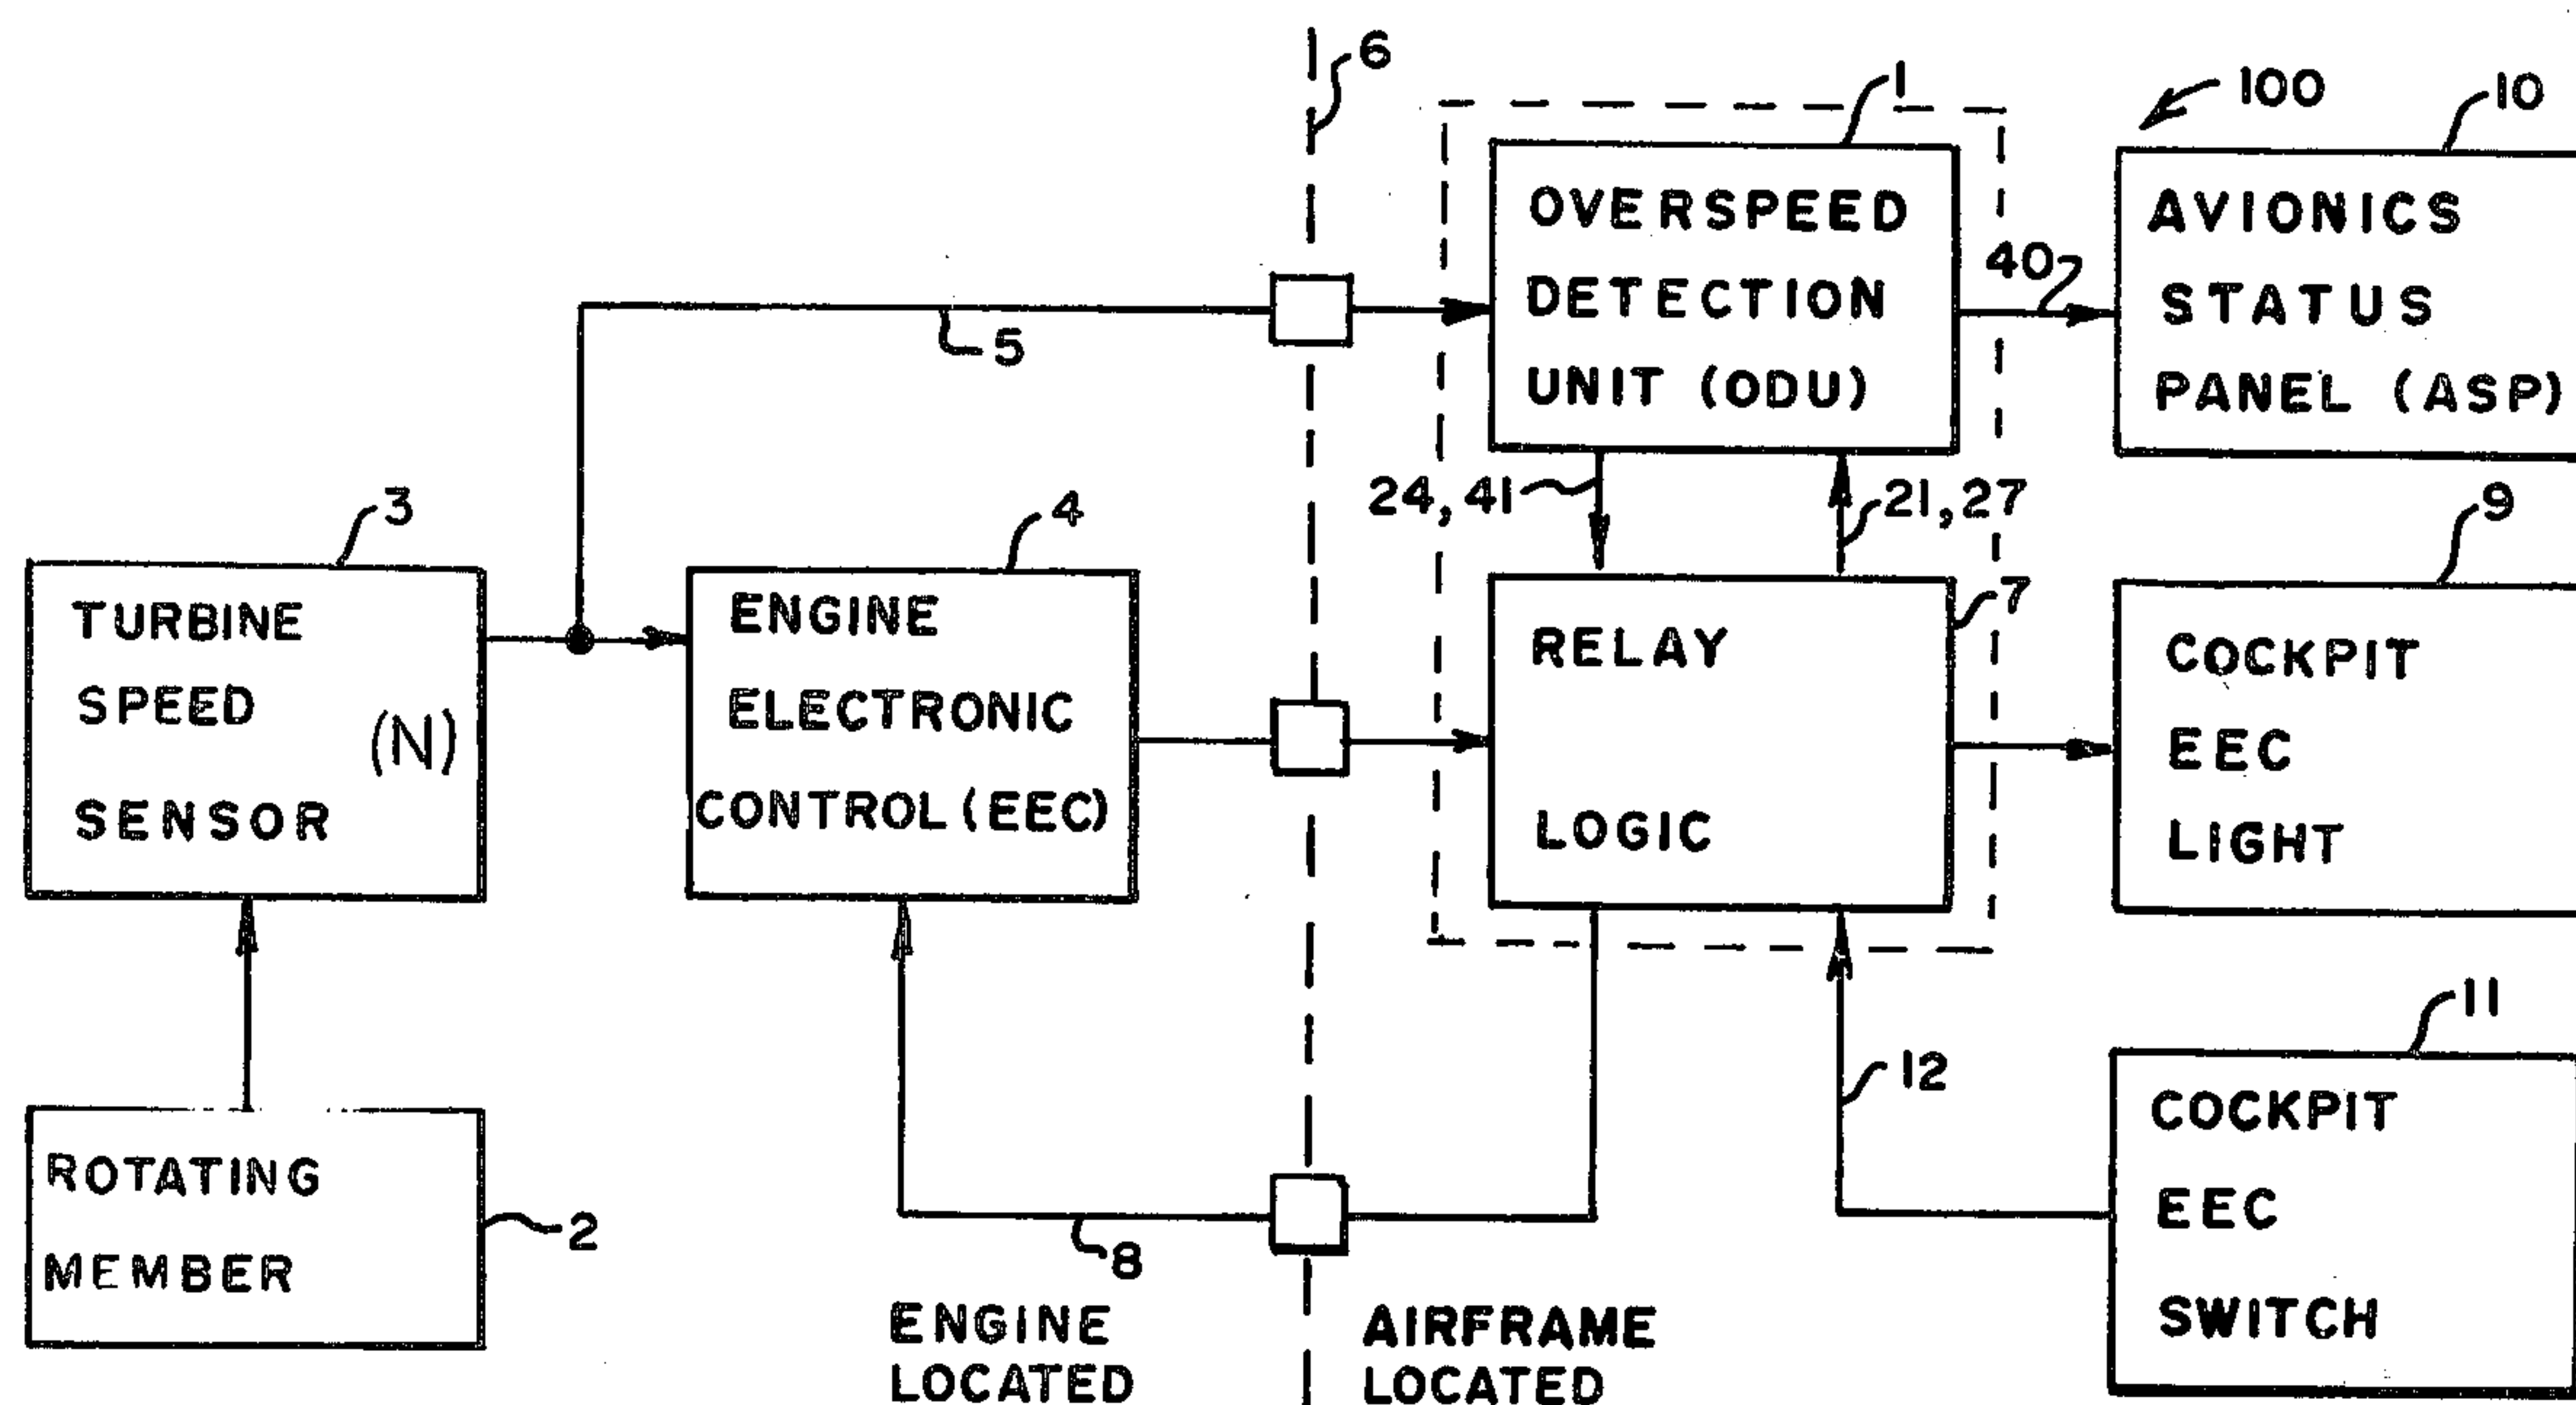 6
1
100
10
OVERSPEED
DETECTION
UNIT (ODU)
40
AVIONICS
STATUS
PANEL (ASP)
5
24, 41
21, 27
3
4
7
9
TURBINE
SPEED
(N)
SENSOR
ENGINE
ELECTRONIC
CONTROL (EEC)
RELAY
LOGIC
COCKPIT
EEC
LIGHT
11
12
ROTATING
MEMBER
2
8
COCKPIT
EEC
SWITCH
ENGINE
LOCATED
AIRFRAME
LOCATED